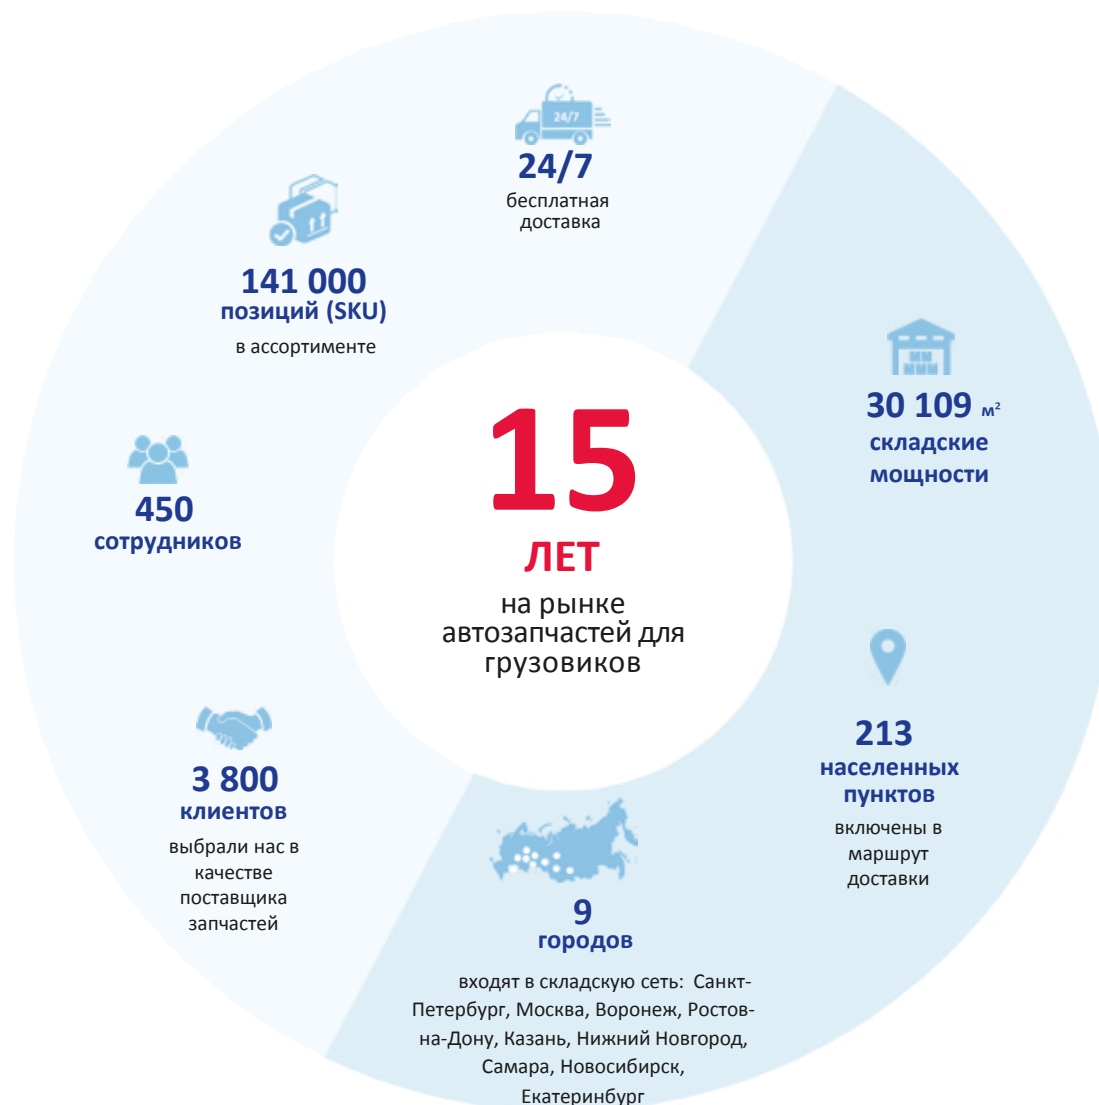 24/7
24/7
бесплатная
доставка
141 000
позиций (SKU)
в ассортименте
30 109 м²
складские
мощности
15
ЛЕТ
на рынке
автозапчастей для
грузовиков
450
сотрудников
213
населенных
пунктов
включены в
маршрут
доставки
3 800
клиентов
выбрали нас в
качестве
поставщика
запчастей
9
городов
входят в складскую сеть: Санкт-
Петербург, Москва, Воронеж, Ростов-
на-Дону, Казань, Нижний Новгород,
Самара, Новосибирск,
Екатеринбург